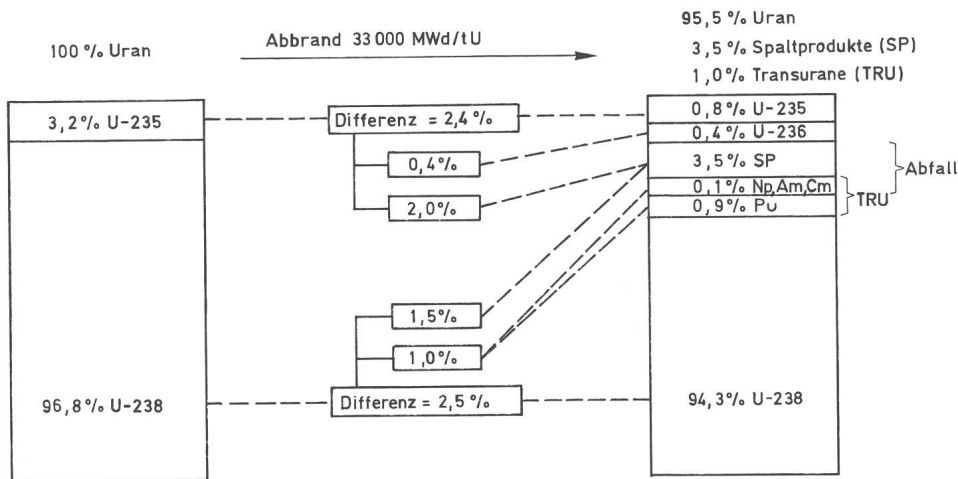 100 % Uran
Abbrand 33 000 MWd/tU
95,5 % Uran
3,5 % Spaltprodukte (SP)
1,0 % Transurane (TRU)
3,2 % U-235
Differenz = 2,4 %
0,8 % U-235
0,4 % U-236
0,4 %
3,5 % SP
Abfall
0,1 % Np, Am, Cm
TRU
2,0 %
0,9 % Pu
1,5 %
1,0 %
96,8 % U-238
Differenz = 2,5 %
94,3 % U-238